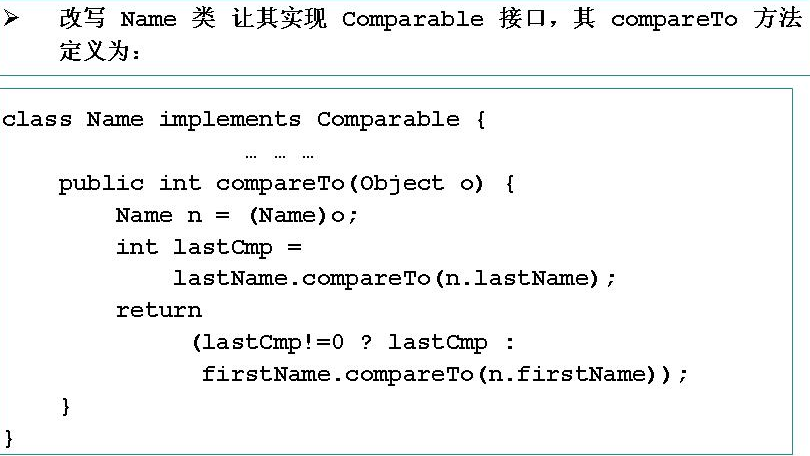 ➢ 改写 Name 类 让其实现 Comparable 接口，其 compareTo 方法
定义为：
class Name implements Comparable {
… … …
public int compareTo(Object o) {
Name n = (Name)o;
int lastCmp =
lastName.compareTo(n.lastName);
return
(lastCmp!=0 ? lastCmp :
firstName.compareTo(n.firstName));
}
}